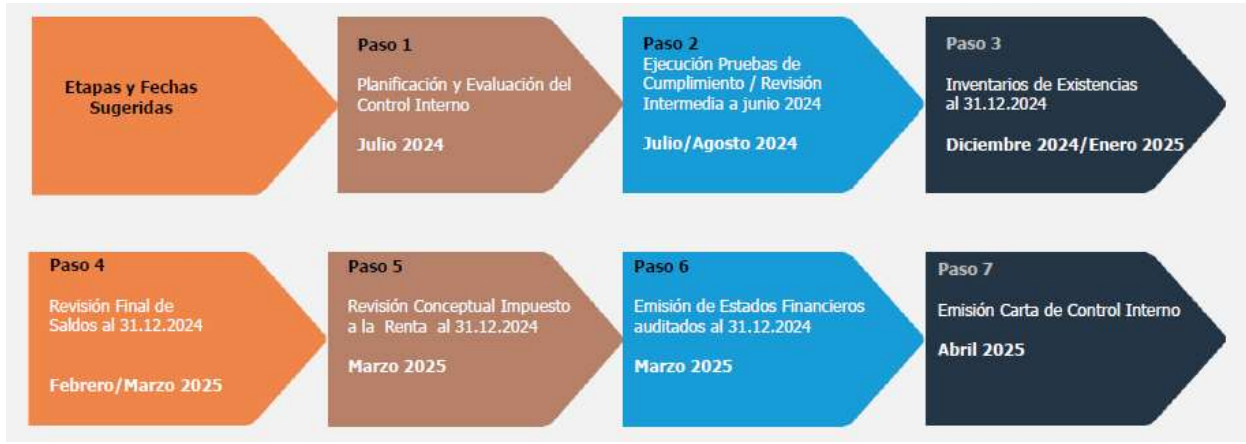 Etapas y Fechas
Sugeridas
Paso 1
Planificación y Evaluación del
Control Interno
Julio 2024
Paso 2
Ejecución Pruebas de
Cumplimiento / Revisión
Intermedia a junio 2024
Julio/Agosto 2024
Paso 3
Inventarios de Existencias
al 31.12.2024
Diciembre 2024/Enero 2025
Paso 4
Revisión Final de
Saldos al 31.12.2024
Febrero/Marzo 2025
Paso 5
Revisión Conceptual Impuesto
a la Renta al 31.12.2024
Marzo 2025
Paso 6
Emisión de Estados Financieros
auditados al 31.12.2024
Marzo 2025
Paso 7
Emisión Carta de Control Interno
Abril 2025